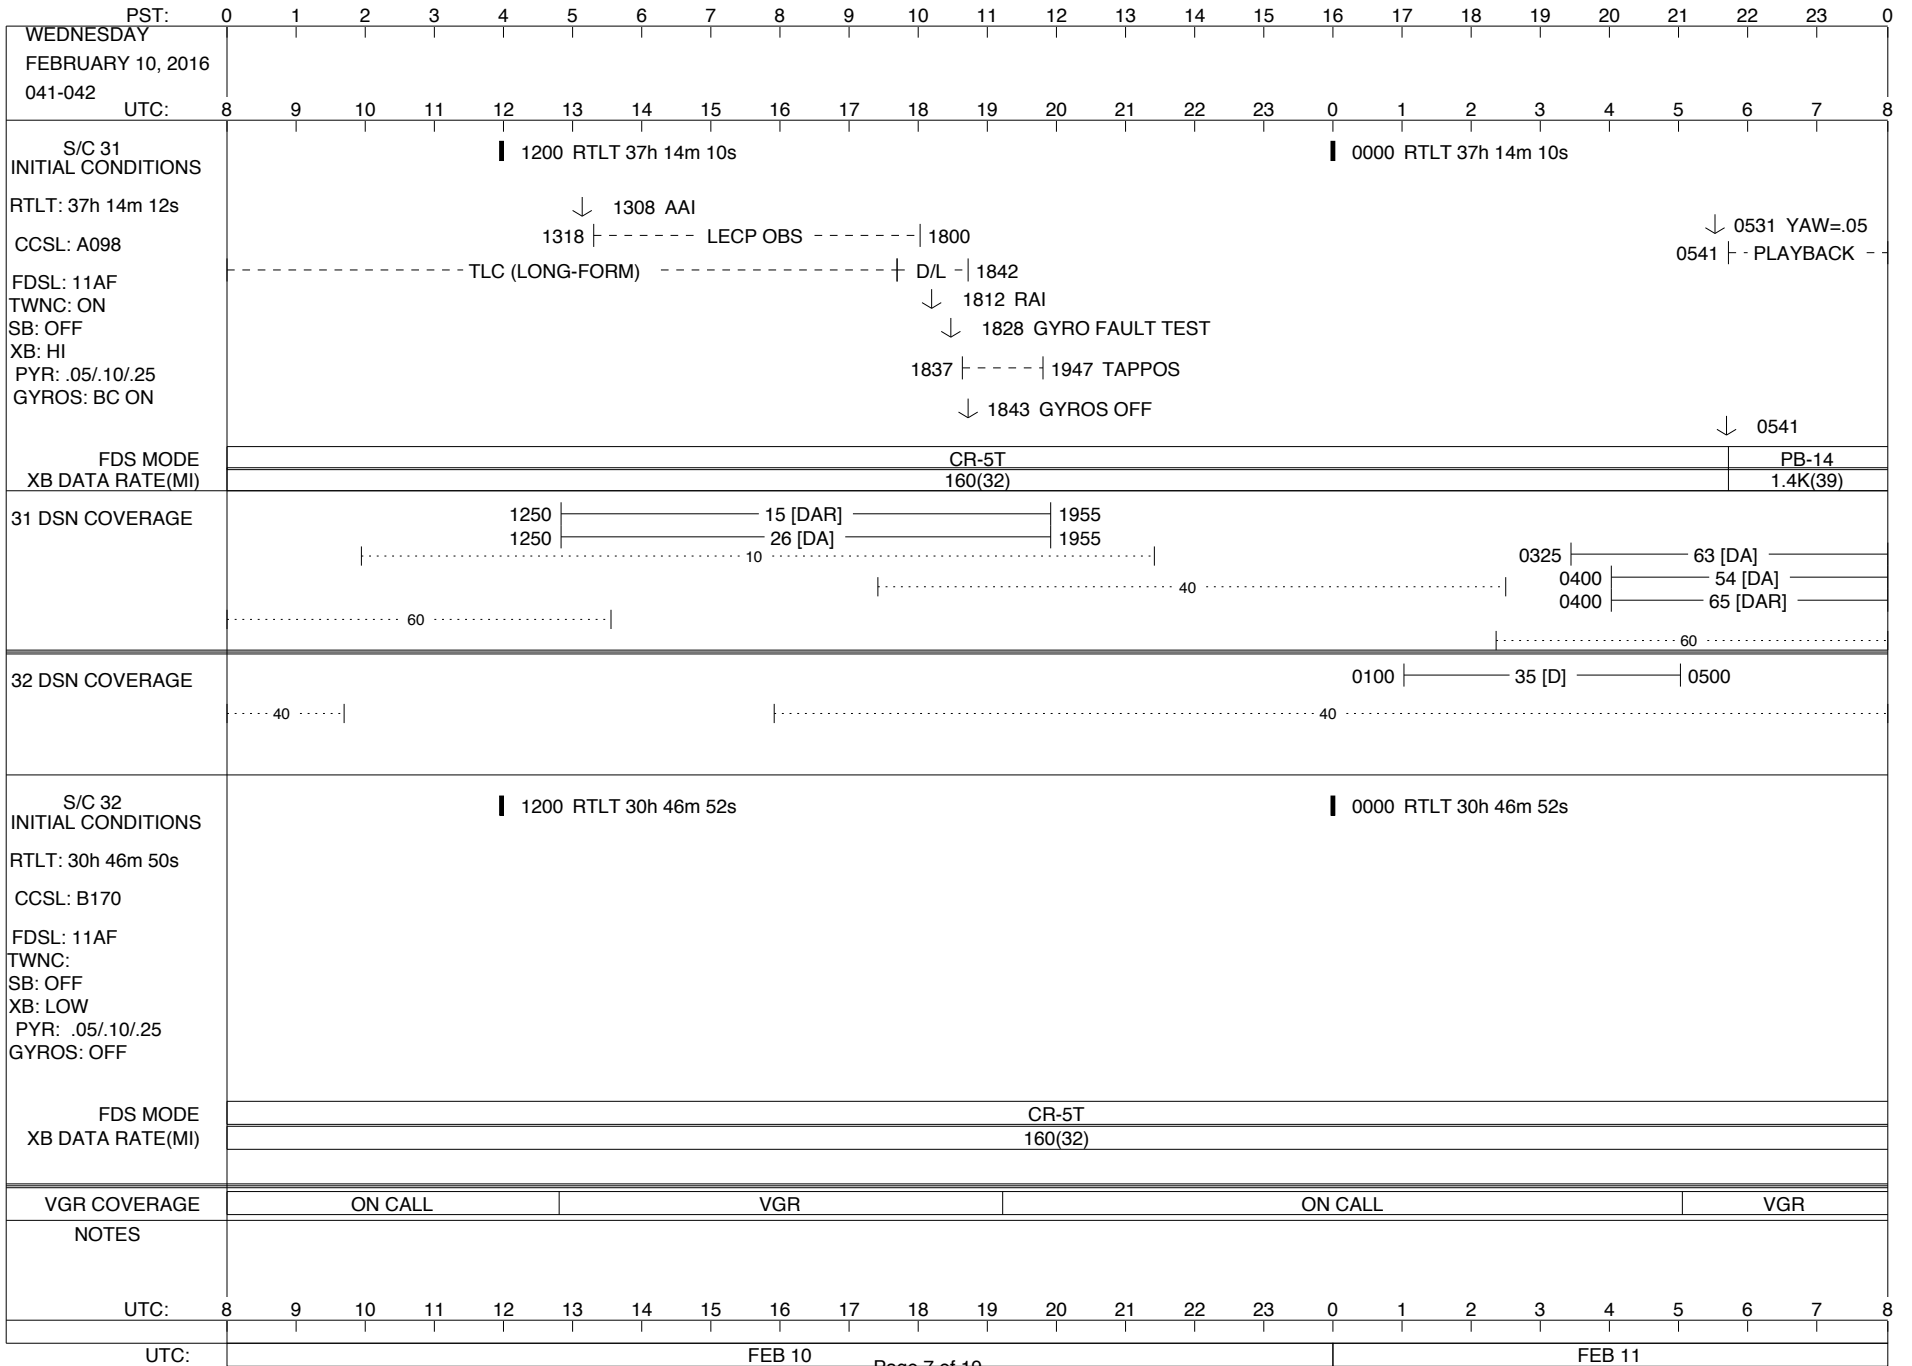 PST: 0 1 2 3 4 5 6 7 8 9 10 11 12 13 14 15 16 17 18 19 20 21 22 23 0
WEDNESDAY
FEBRUARY 10, 2016
041-042
UTC: 8 9 10 11 12 13 14 15 16 17 18 19 20 21 22 23 0 1 2 3 4 5 6 7 8
S/C 31
INITIAL CONDITIONS
1200 RTLT 37h 14m 10s
0000 RTLT 37h 14m 10s
RTLT: 37h 14m 12s
1308 AAI
0531 YAW=.05
CCSL: A098
1318 LECP OBS 1800
0541 PLAYBACK
TLC (LONG-FORM) D/L 1842
FDSL: 11AF
TWNC: ON
1812 RAI
SB: OFF
1828 GYRO FAULT TEST
XB: HI
PYR: .05/.10/.25
1837 1947 TAPPOS
GYROS: BC ON
1843 GYROS OFF
0541
FDS MODE CR-5T PB-14
XB DATA RATE(MI) 160(32) 1.4K(39)
31 DSN COVERAGE
1250 15 [DAR] 1955
1250 26 [DA] 1955
10
0325 63 [DA]
0400 54 [DA]
40
0400 65 [DAR]
60
60
32 DSN COVERAGE
0100 35 [D] 0500
40
40
S/C 32
INITIAL CONDITIONS
1200 RTLT 30h 46m 52s
0000 RTLT 30h 46m 52s
RTLT: 30h 46m 50s
CCSL: B170
FDSL: 11AF
TWNC:
SB: OFF
XB: LOW
PYR: .05/.10/.25
GYROS: OFF
FDS MODE CR-5T
XB DATA RATE(MI) 160(32)
VGR COVERAGE ON CALL VGR ON CALL VGR
NOTES
UTC: 8 9 10 11 12 13 14 15 16 17 18 19 20 21 22 23 0 1 2 3 4 5 6 7 8
UTC: FEB 10 FEB 11
Page 7 of 19